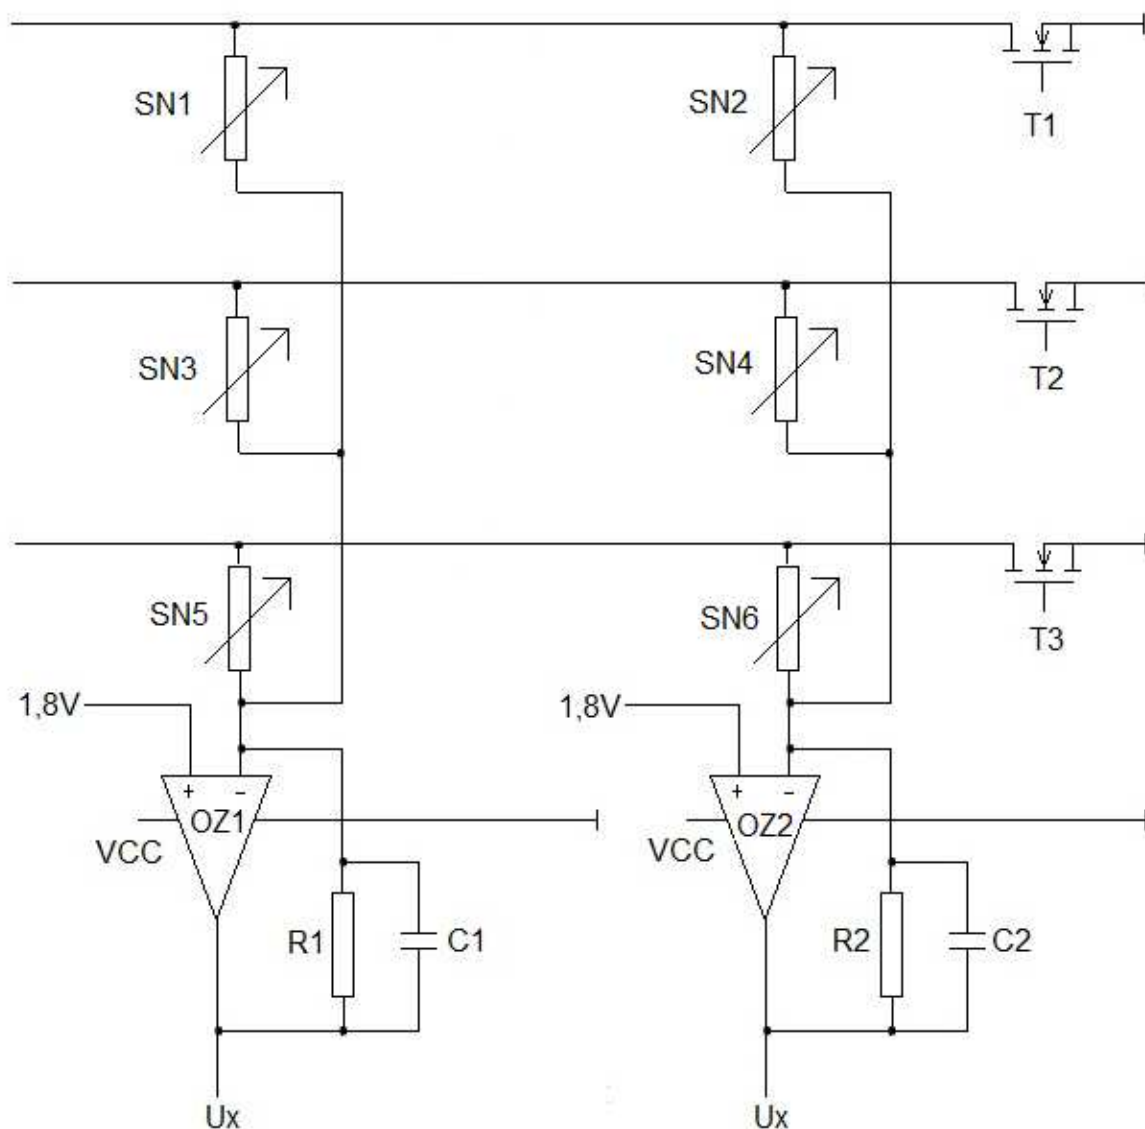 SN1
SN2
T1
SN3
SN4
T2
SN5
SN6
T3
1,8V
1,8V
+ −
OZ1
VCC
+ −
OZ2
VCC
R1
C1
R2
C2
Ux
Ux